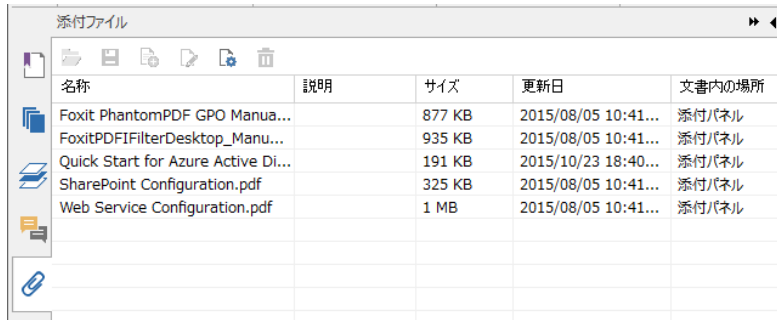 添付ファイル
名称 説明 サイズ 更新日 文書内の場所
Foxit PhantomPDF GPO Manua... 877 KB 2015/08/05 10:41... 添付パネル
FoxitPDFIFilterDesktop_Manu... 935 KB 2015/08/05 10:41... 添付パネル
Quick Start for Azure Active Di... 191 KB 2015/10/23 18:40... 添付パネル
SharePoint Configuration.pdf 325 KB 2015/08/05 10:41... 添付パネル
Web Service Configuration.pdf 1 MB 2015/08/05 10:41... 添付パネル